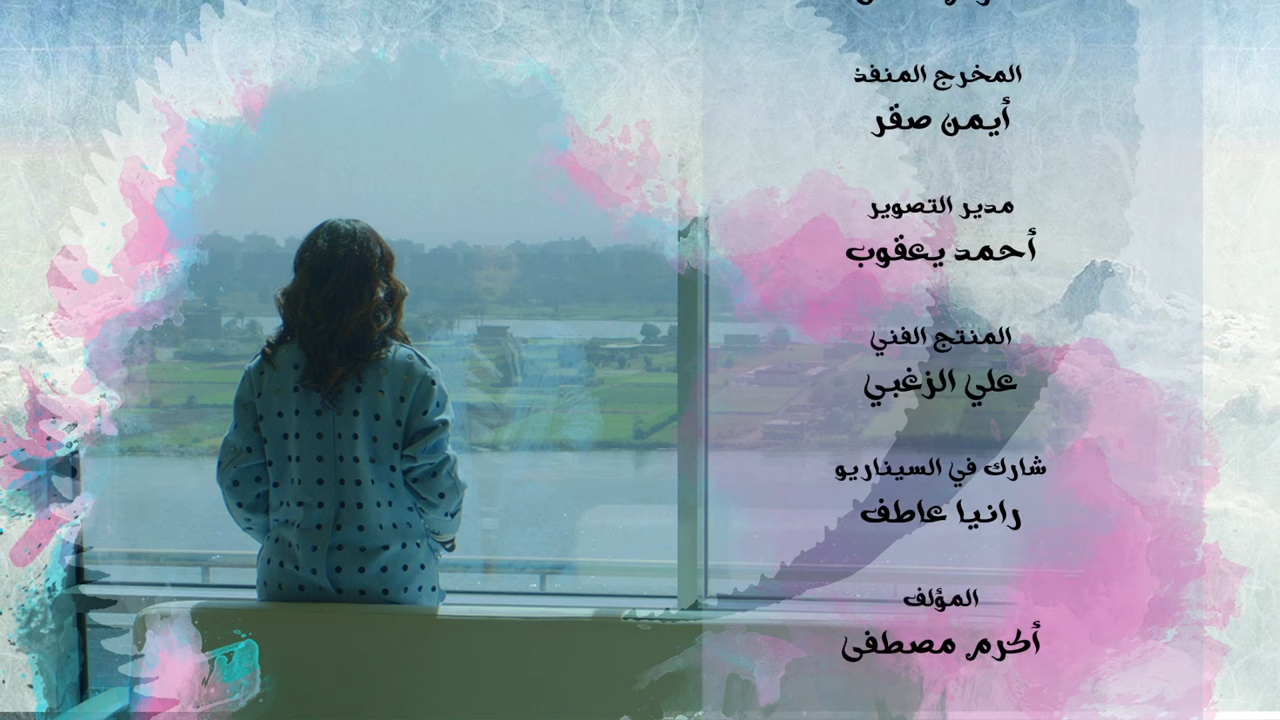 المخرج المنفذ
أيمن صقر
مدير التصوير
أحمد يعقوب
المنتج الفني
علي الزغبي
شارك في السيناريو
رانيا عاطف
المؤلف
أكرم مصطفى